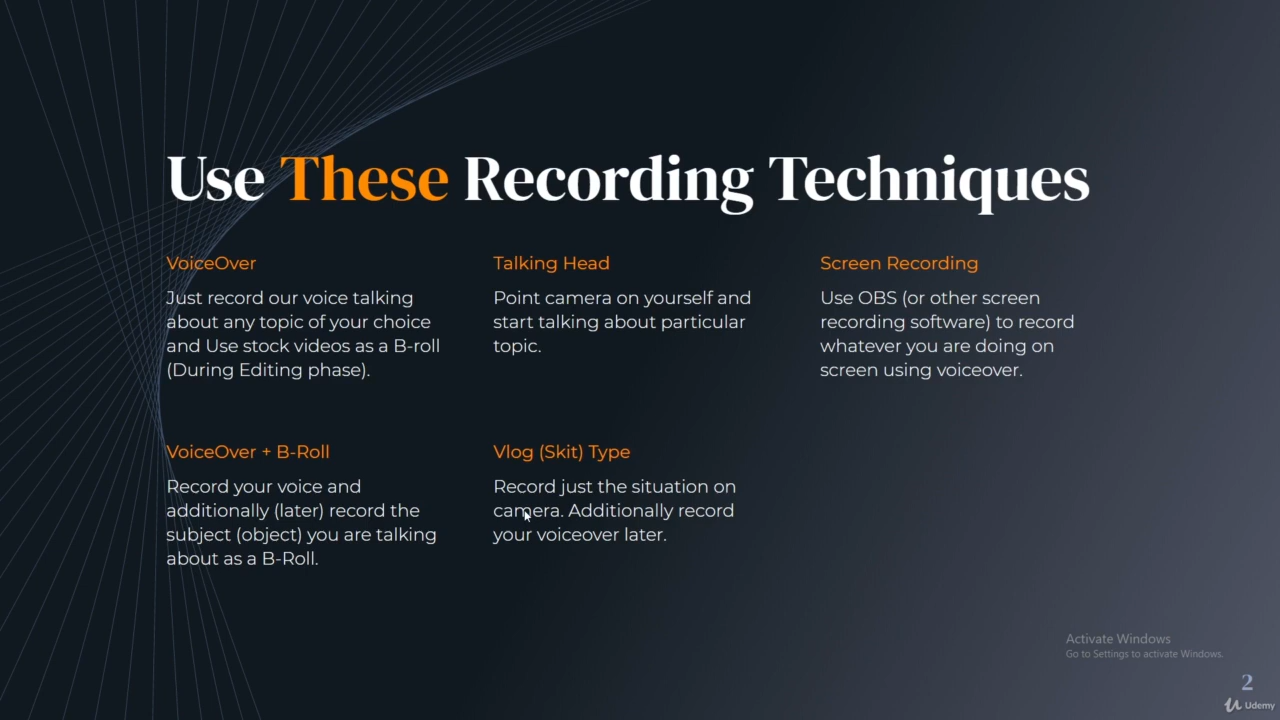 Use These Recording Techniques
VoiceOver
Just record our voice talking
about any topic of your choice
and Use stock videos as a B-roll
(During Editing phase).
Talking Head
Point camera on yourself and
start talking about particular
topic.
Screen Recording
Use OBS (or other screen
recording software) to record
whatever you are doing on
screen using voiceover.
VoiceOver + B-Roll
Record your voice and
additionally (later) record the
subject (object) you are talking
about as a B-Roll.
Vlog (Skit) Type
Record just the situation on
camera. Additionally record
your voiceover later.
Activate Windows
Go to Settings to activate Windows.
2
Udemy